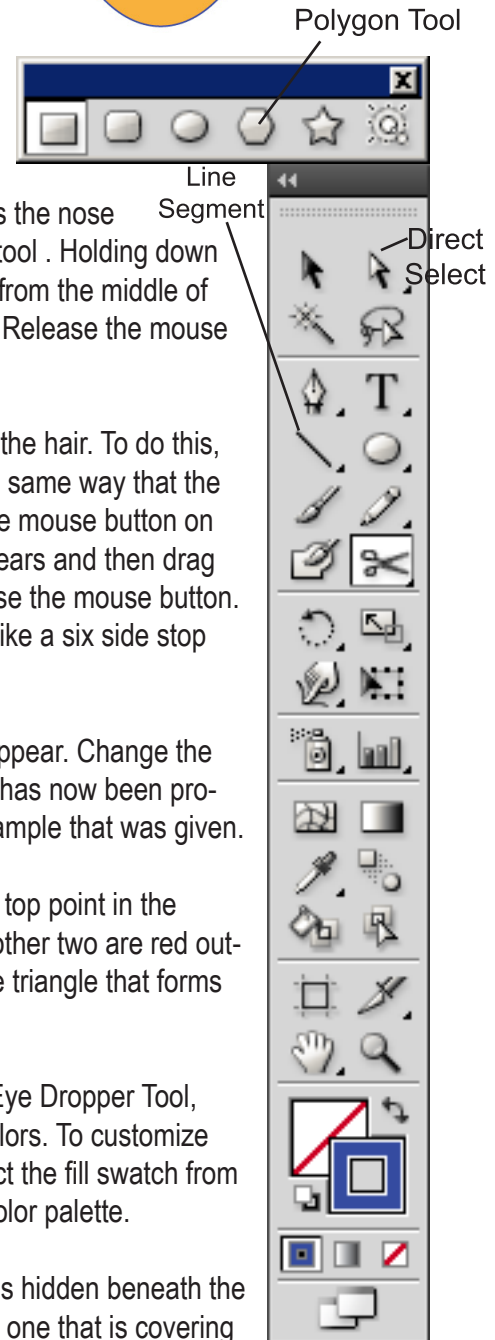 Polygon Tool
Line
Segment
Direct
Select
s the nose
tool . Holding down
from the middle of
Release the mouse
the hair. To do this,
same way that the
e mouse button on
ears and then drag
se the mouse button.
ike a six side stop
ppear. Change the
has now been pro-
ample that was given.
top point in the
other two are red out-
e triangle that forms
Eye Dropper Tool,
lors. To customize
ct the fill swatch from
olor palette.
s hidden beneath the
one that is covering